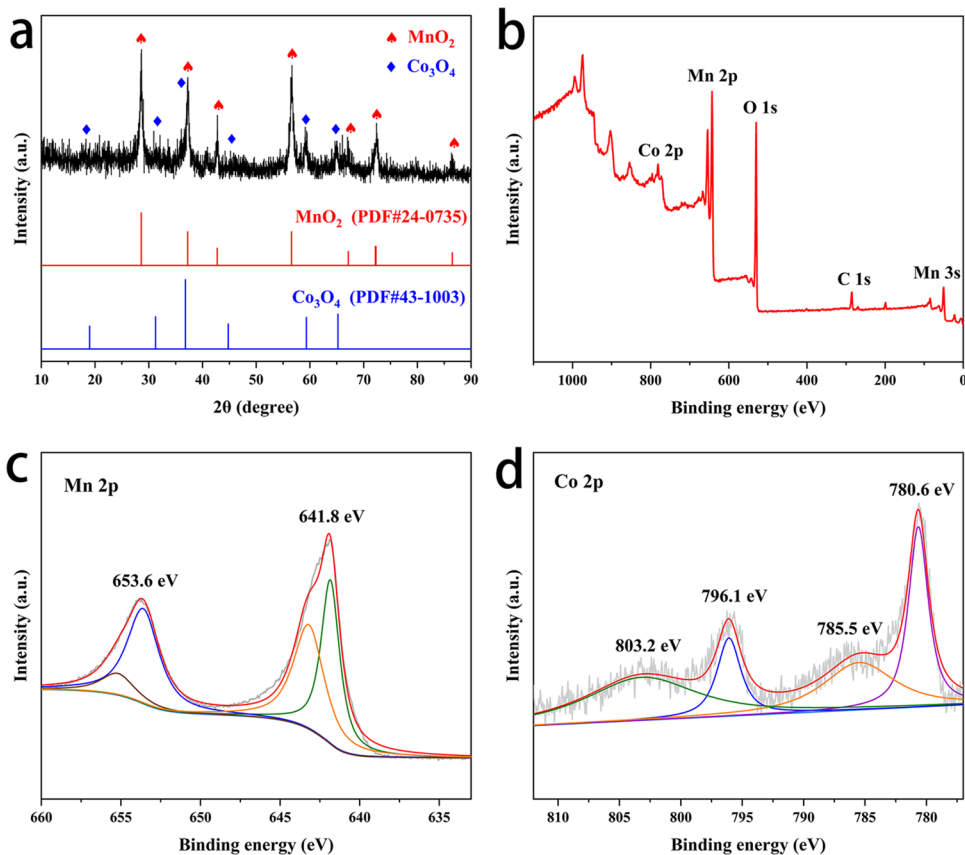 a
MnO2
Co3O4
Intensity (a.u.)
MnO2 (PDF#24-0735)
Co3O4 (PDF#43-1003)
10 20 30 40 50 60 70 80 90
2θ (degree)
b
Mn 2p
O 1s
Co 2p
C 1s
Mn 3s
Intensity (a.u.)
1000 800 600 400 200 0
Binding energy (eV)
c
Mn 2p
641.8 eV
653.6 eV
Intensity (a.u.)
660 655 650 645 640 635
Binding energy (eV)
d
Co 2p
780.6 eV
796.1 eV
785.5 eV
803.2 eV
Intensity (a.u.)
810 805 800 795 790 785 780
Binding energy (eV)